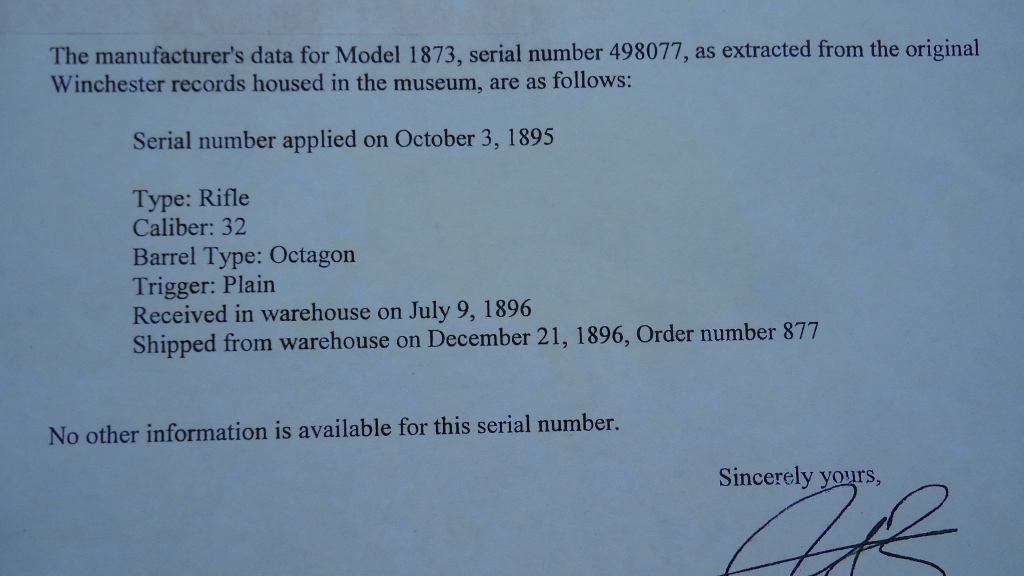 The manufacturer's data for Model 1873, serial number 498077, as extracted from the original
Winchester records housed in the museum, are as follows:
Serial number applied on October 3, 1895
Type: Rifle
Caliber: 32
Barrel Type: Octagon
Trigger: Plain
Received in warehouse on July 9, 1896
Shipped from warehouse on December 21, 1896, Order number 877
No other information is available for this serial number.
Sincerely yours,